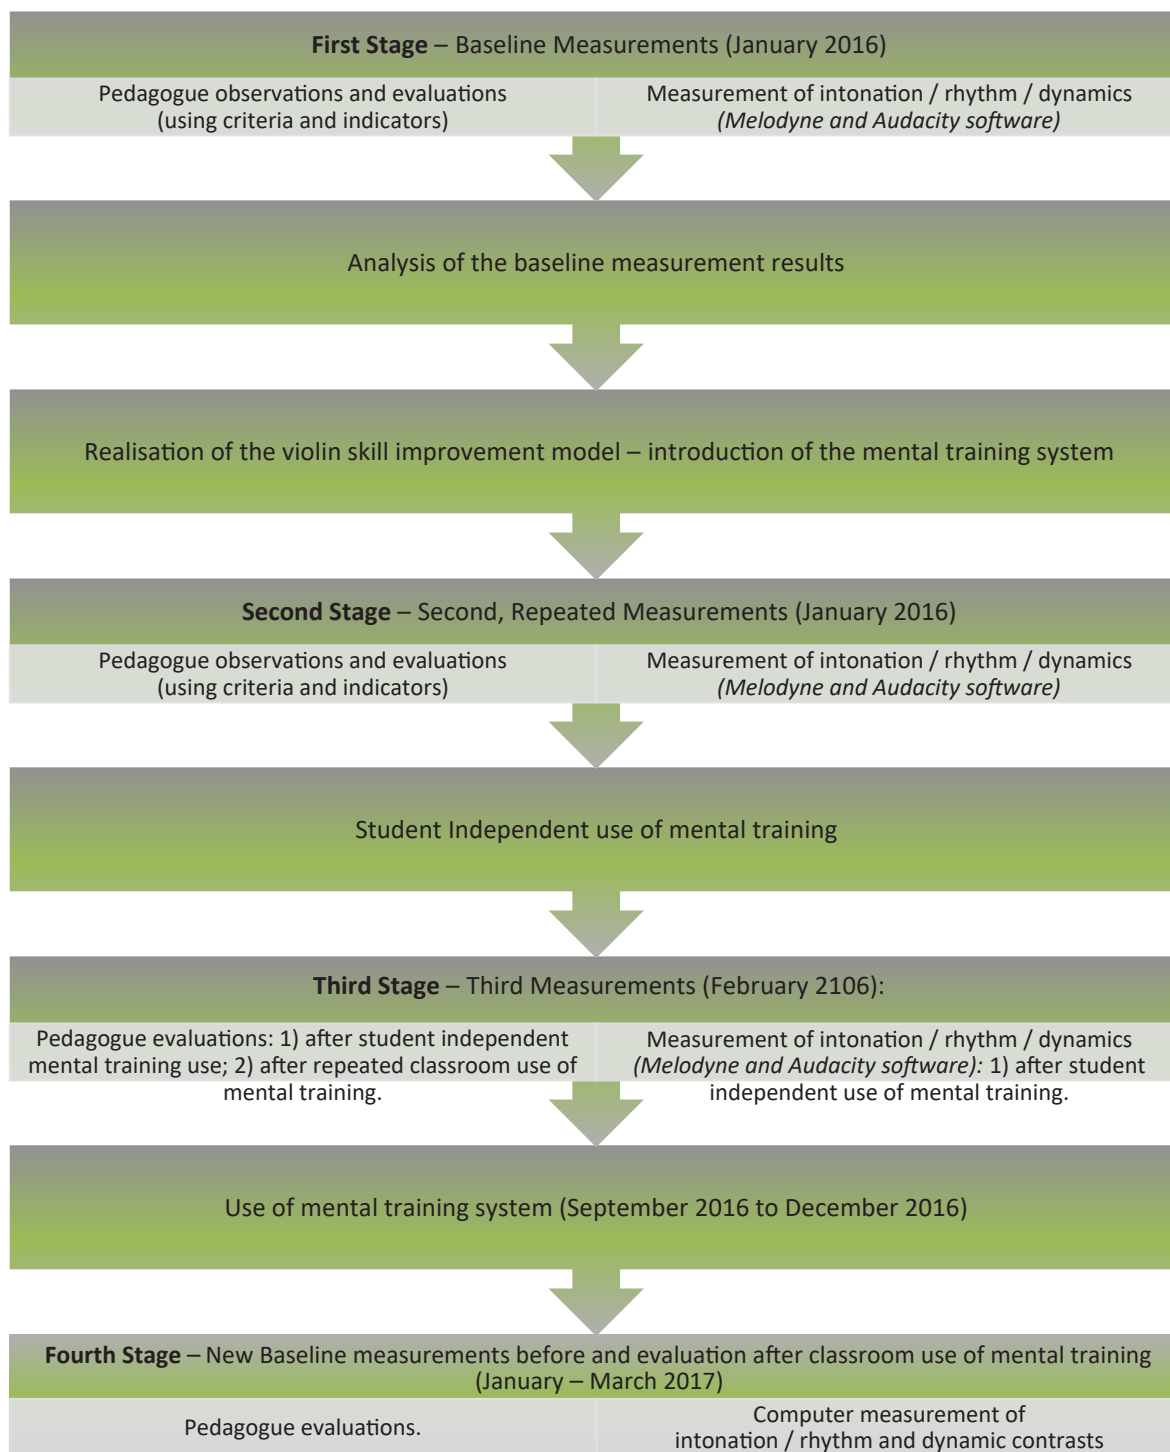 First Stage – Baseline Measurements (January 2016)
Pedagogue observations and evaluations
(using criteria and indicators)
Measurement of intonation / rhythm / dynamics
(Melodyne and Audacity software)
Analysis of the baseline measurement results
Realisation of the violin skill improvement model – introduction of the mental training system
Second Stage – Second, Repeated Measurements (January 2016)
Pedagogue observations and evaluations
(using criteria and indicators)
Measurement of intonation / rhythm / dynamics
(Melodyne and Audacity software)
Student Independent use of mental training
Third Stage – Third Measurements (February 2106):
Pedagogue evaluations: 1) after student independent
mental training use; 2) after repeated classroom use of
mental training.
Measurement of intonation / rhythm / dynamics
(Melodyne and Audacity software): 1) after student
independent use of mental training.
Use of mental training system (September 2016 to December 2016)
Fourth Stage – New Baseline measurements before and evaluation after classroom use of mental training
(January – March 2017)
Pedagogue evaluations.
Computer measurement of
intonation / rhythm and dynamic contrasts